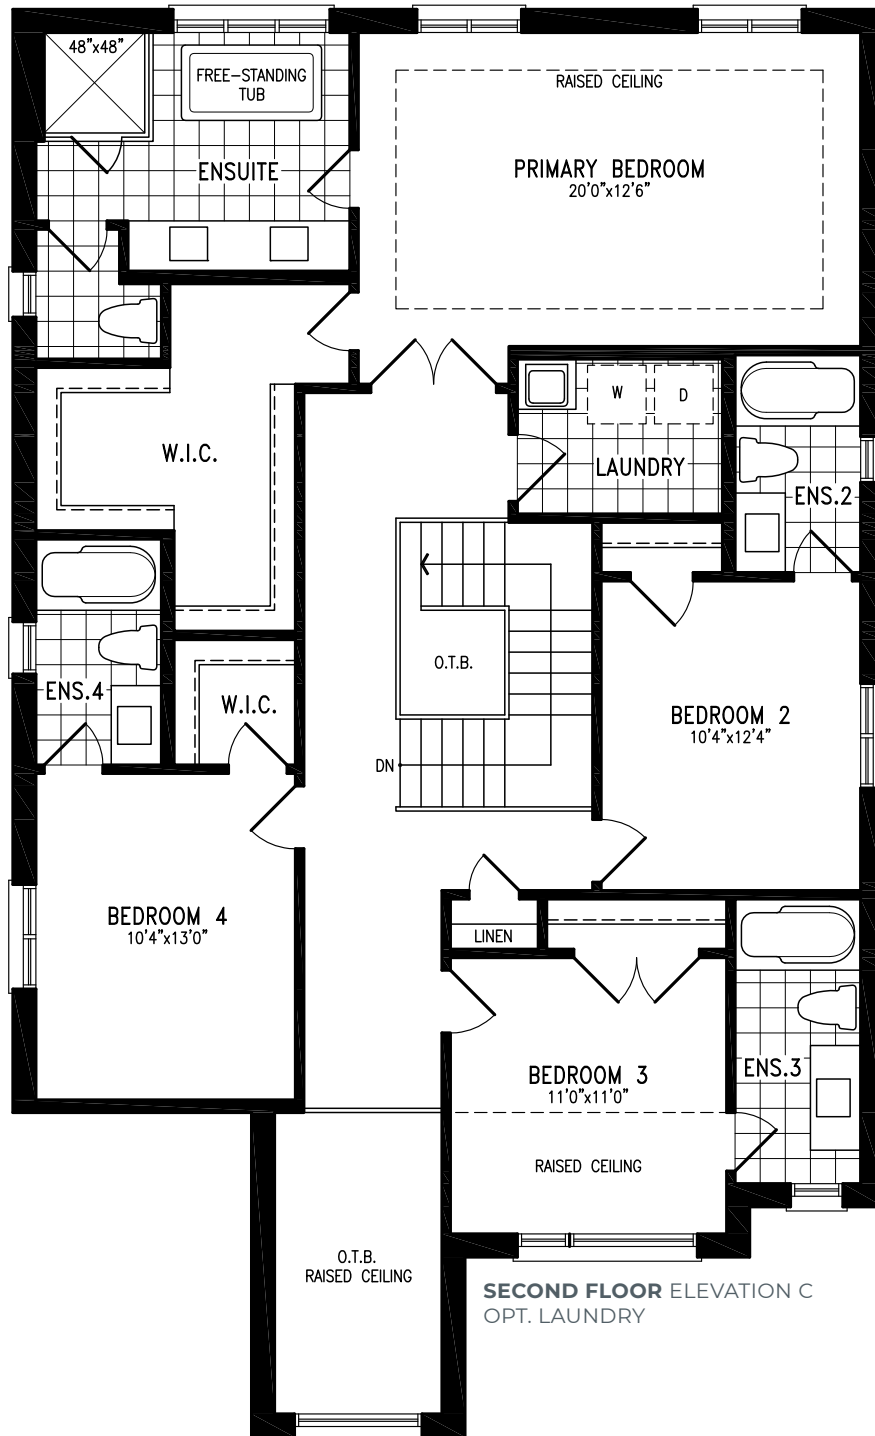 48"x48"
FREE-STANDING
TUB
ENSUITE
RAISED CEILING
PRIMARY BEDROOM
20'0"x12'6"
W.I.C.
W
D
LAUNDRY
ENS.2
ENS.4
W.I.C.
O.T.B.
DN
BEDROOM 2
10'4"x12'4"
BEDROOM 4
10'4"x13'0"
LINEN
BEDROOM 3
11'0"x11'0"
ENS.3
RAISED CEILING
O.T.B.
RAISED CEILING
SECOND FLOOR ELEVATION C
OPT. LAUNDRY